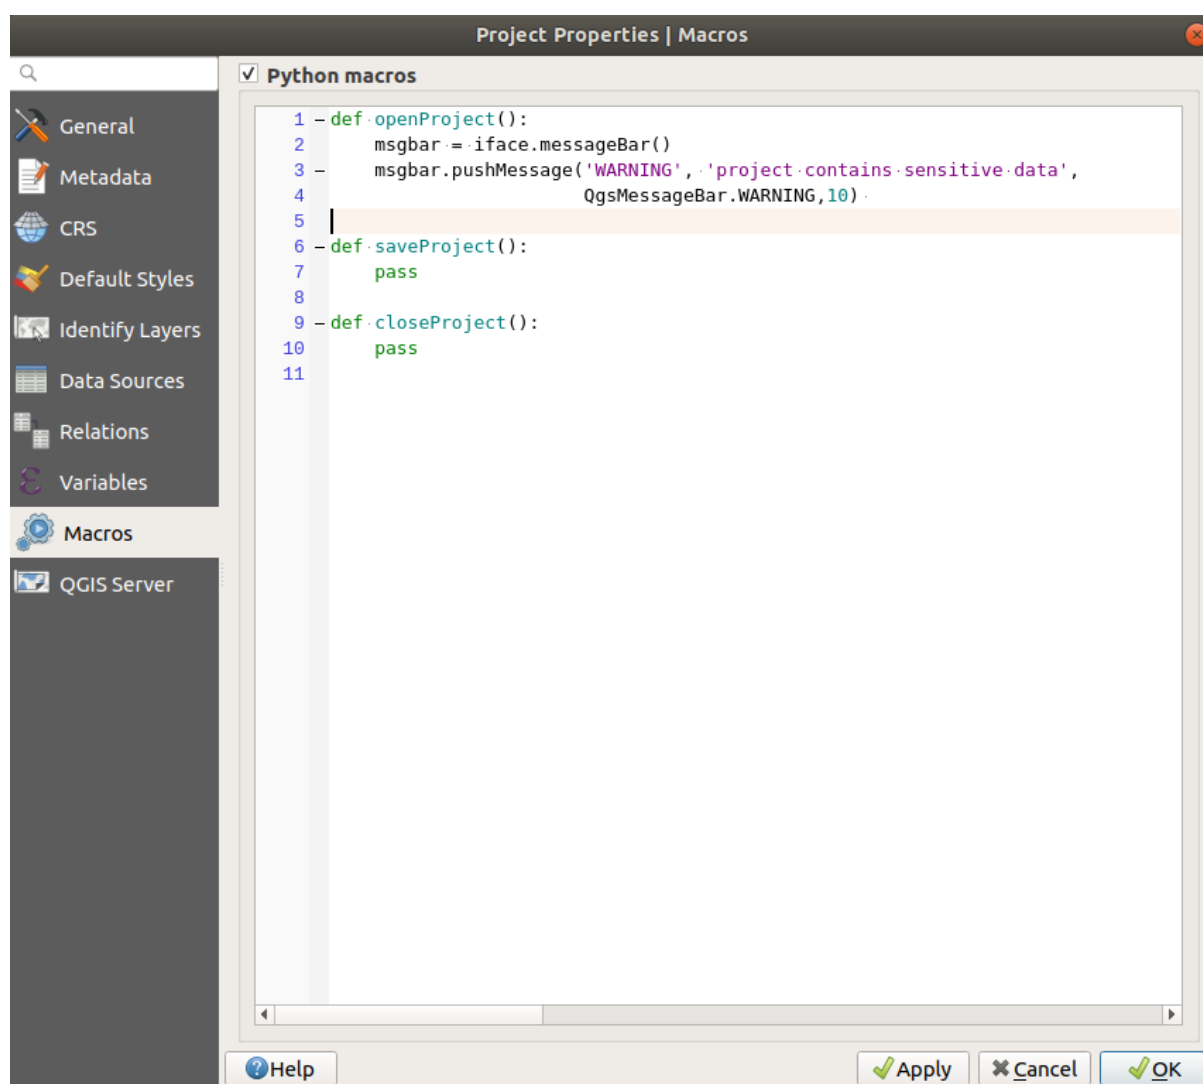 Project Properties | Macros
Python macros
General
Metadata
CRS
Default Styles
Identify Layers
Data Sources
Relations
Variables
Macros
QGIS Server
1 def openProject():
2     msgbar = iface.messageBar()
3     msgbar.pushMessage('WARNING', 'project contains sensitive data',
4                        QgsMessageBar.WARNING,10)
5
6 def saveProject():
7     pass
8
9 def closeProject():
10     pass
11
Help
Apply
Cancel
OK